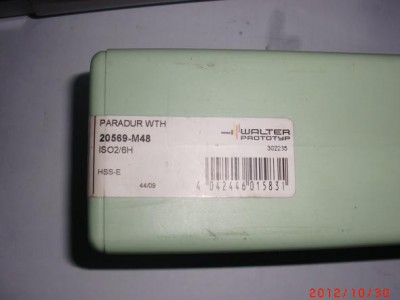 PARADUR WTH
20569-M48
ISO2/6H
HSS-E
44/09
WALTER
PROTOTYP
302235
4 042446 015831
2012/10/30